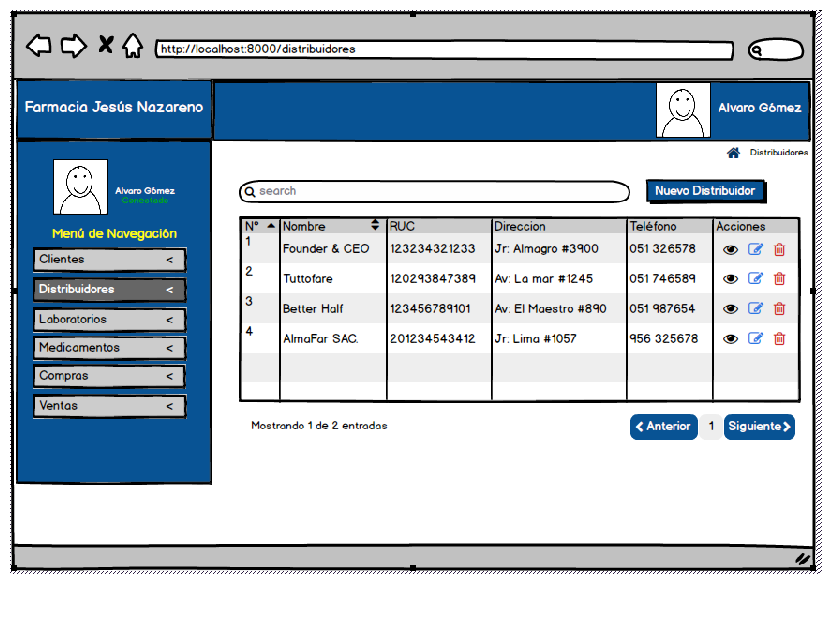 http://localhost:8000/distribuidores
Farmacia Jesús Nazareno
Alvaro Gómez
Distribuidores
Alvaro Gómez
Conectado
Menú de Navegación
Clientes <
Distribuidores <
Laboratorios <
Medicamentos <
Compras <
Ventas <
search
Nuevo Distribuidor
N° Nombre RUC Direccion Teléfono Acciones
1 Founder & CEO 123234321233 Jr: Almagro #3900 051 326578
2 Tuttofare 120293847389 Av: La mar #1245 051 746589
3 Better Half 123456789101 Av: El Maestro #890 051 987654
4 AlmaFar SAC. 201234543412 Jr: Lima #1057 956 325678
Mostrando 1 de 2 entradas
Anterior 1 Siguiente